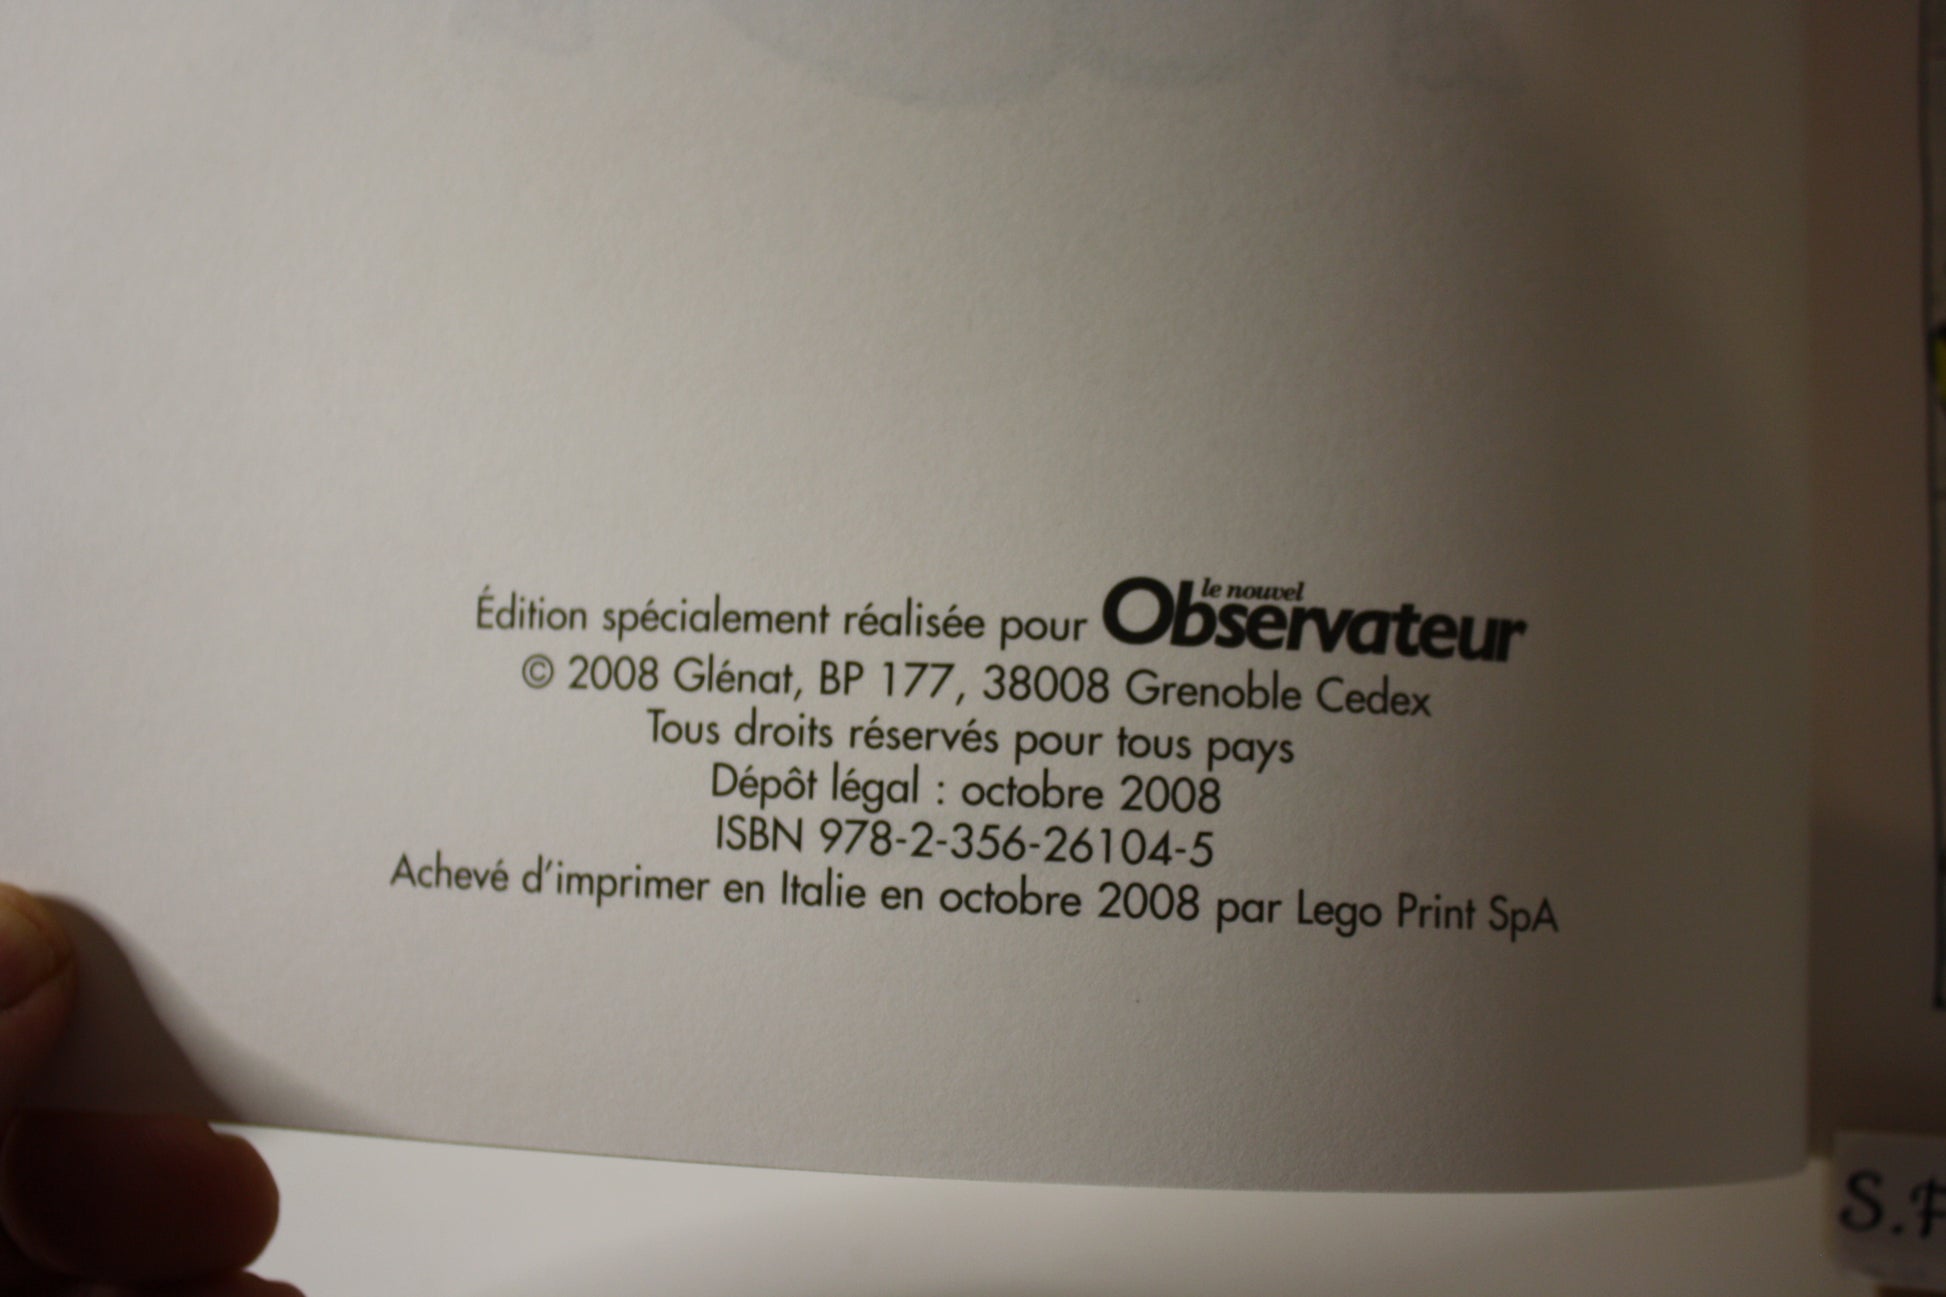 Édition spécialement réalisée pour le nouvel Observateur
© 2008 Glénat, BP 177, 38008 Grenoble Cedex
Tous droits réservés pour tous pays
Dépôt légal : octobre 2008
ISBN 978-2-356-26104-5
Achevé d'imprimer en Italie en octobre 2008 par Lego Print SpA
S.F